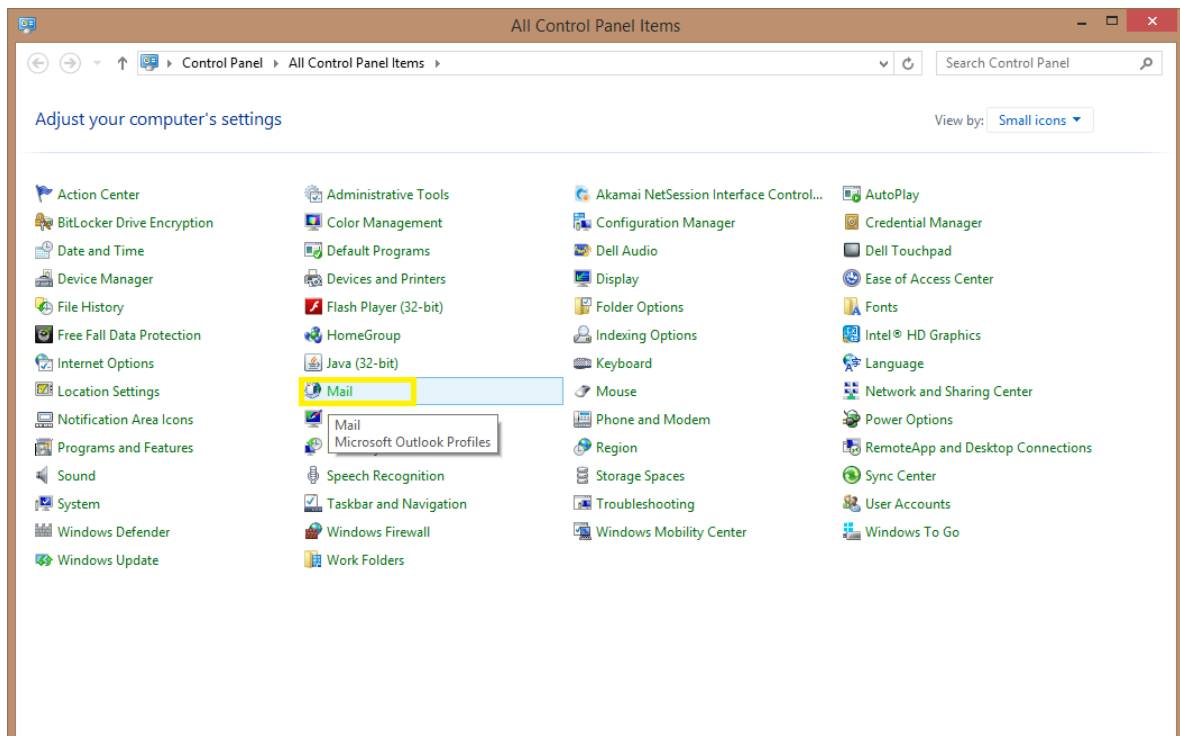 All Control Panel Items
Control Panel All Control Panel Items Search Control Panel
Adjust your computer's settings View by: Small icons
Action Center Administrative Tools Akamai NetSession Interface Control... AutoPlay
BitLocker Drive Encryption Color Management Configuration Manager Credential Manager
Date and Time Default Programs Dell Audio Dell Touchpad
Device Manager Devices and Printers Display Ease of Access Center
File History Flash Player (32-bit) Folder Options Fonts
Free Fall Data Protection HomeGroup Indexing Options Intel® HD Graphics
Internet Options Java (32-bit) Keyboard Language
Location Settings Mail Mouse Network and Sharing Center
Notification Area Icons Mail Phone and Modem Power Options
Programs and Features Microsoft Outlook Profiles Region RemoteApp and Desktop Connections
Sound Speech Recognition Storage Spaces Sync Center
System Taskbar and Navigation Troubleshooting User Accounts
Windows Defender Windows Firewall Windows Mobility Center Windows To Go
Windows Update Work Folders